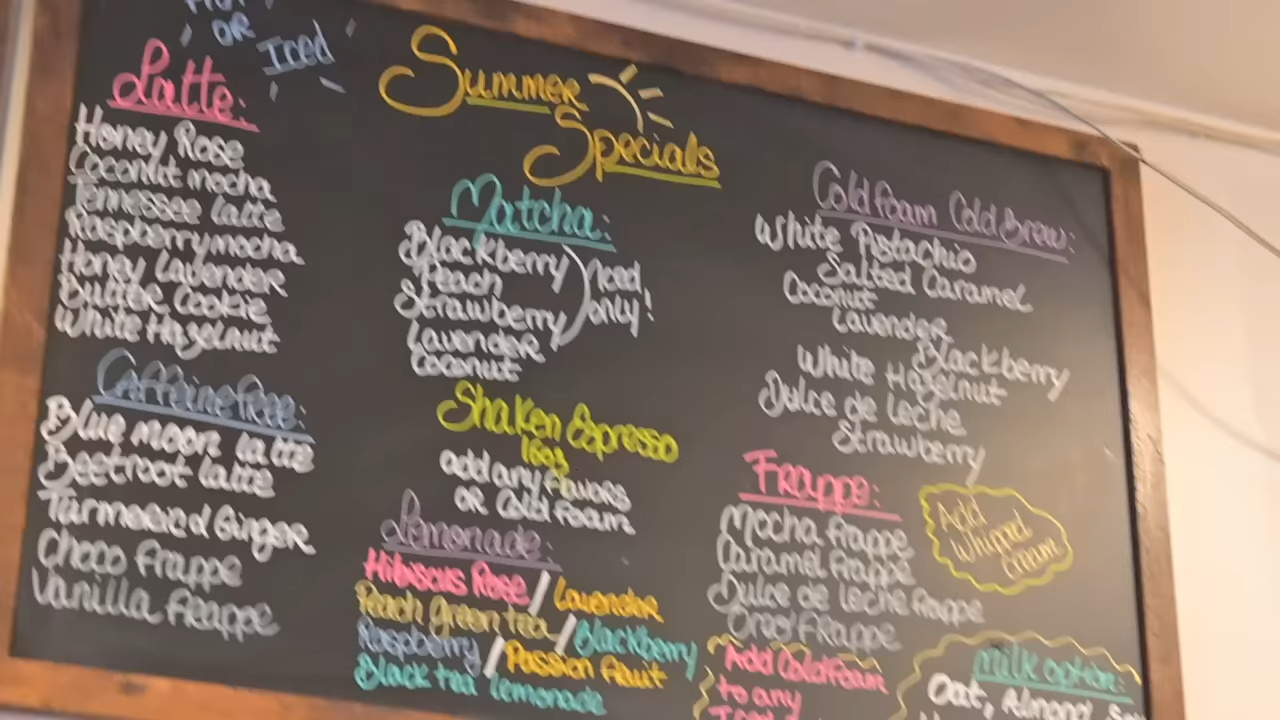 OR
Iced
Latte:
Honey Rose
Coconut mocha
Tennessee latte
Raspberry mocha
Honey Lavender
Butter Cookie
White Hazelnut
Caffeine free:
Blue moon latte
Beetroot latte
Turmeric & Ginger
Choco frappe
Vanilla frappe
Summer
Specials
Matcha:
Blackberry
Peach
Strawberry
Lavender
Coconut
Iced
only!
Shaken Espresso
16oz
add any flavors
or Cold foam
Lemonade:
Hibiscus Rose / Lavender
Peach green tea / Blackberry
Raspberry / Passion fruit
Black tea lemonade
Cold foam Cold Brew:
White Pistachio
Salted Caramel
Coconut
Lavender
Blackberry
White Hazelnut
Dulce de leche
Strawberry
Frappe:
Mocha frappe
Caramel frappe
Dulce de leche frappe
Oreo Frappe
Add
Whipped
cream
Add Cold foam
to any
Milk option:
Oat, Almond,